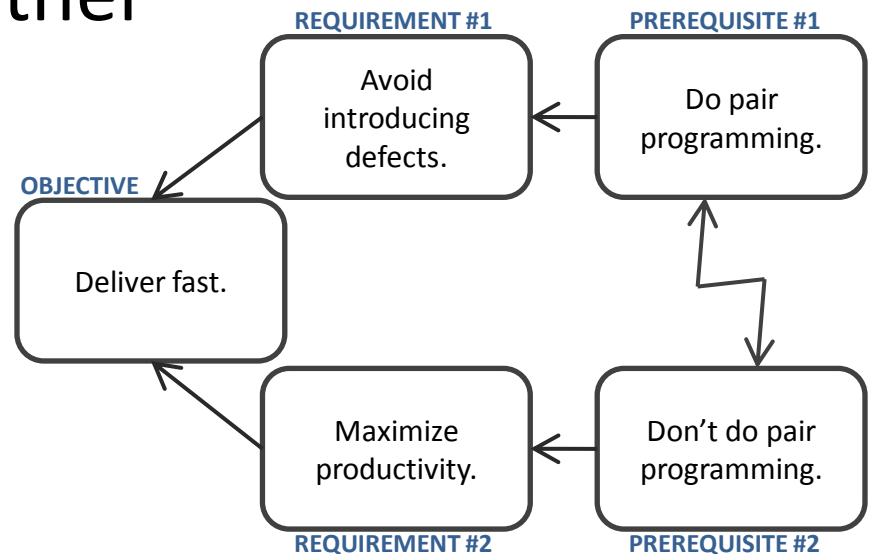 REQUIREMENT #1
PREREQUISITE #1
Avoid
introducing
defects.
Do pair
programming.
OBJECTIVE
Deliver fast.
Maximize
productivity.
Don't do pair
programming.
REQUIREMENT #2
PREREQUISITE #2